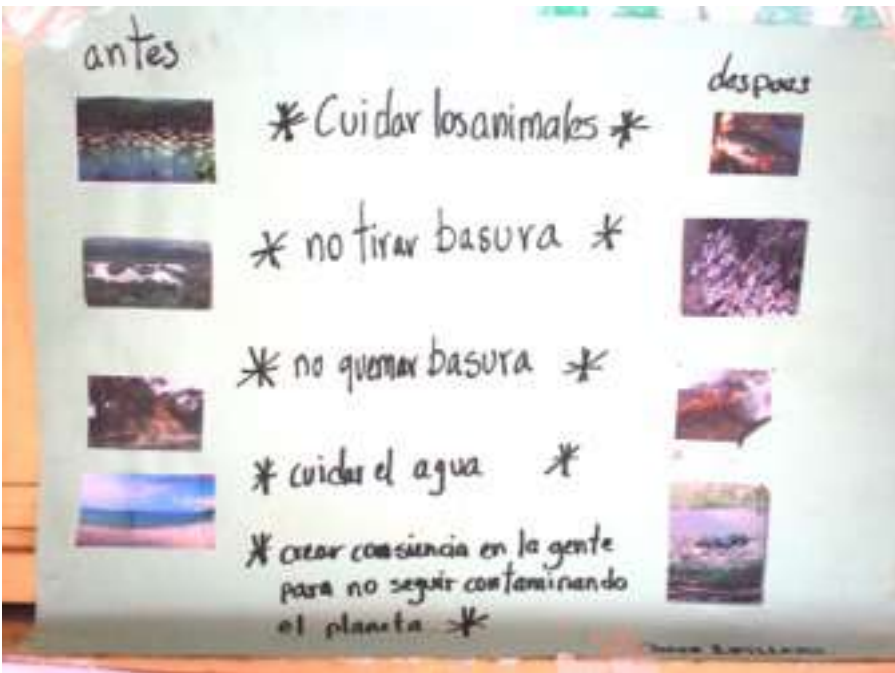 antes
despues
* Cuidar los animales *
* no tirar basura *
* no quemar basura *
* cuidar el agua *
* crear consiencia en la gente
para no seguir contaminando
el planeta *